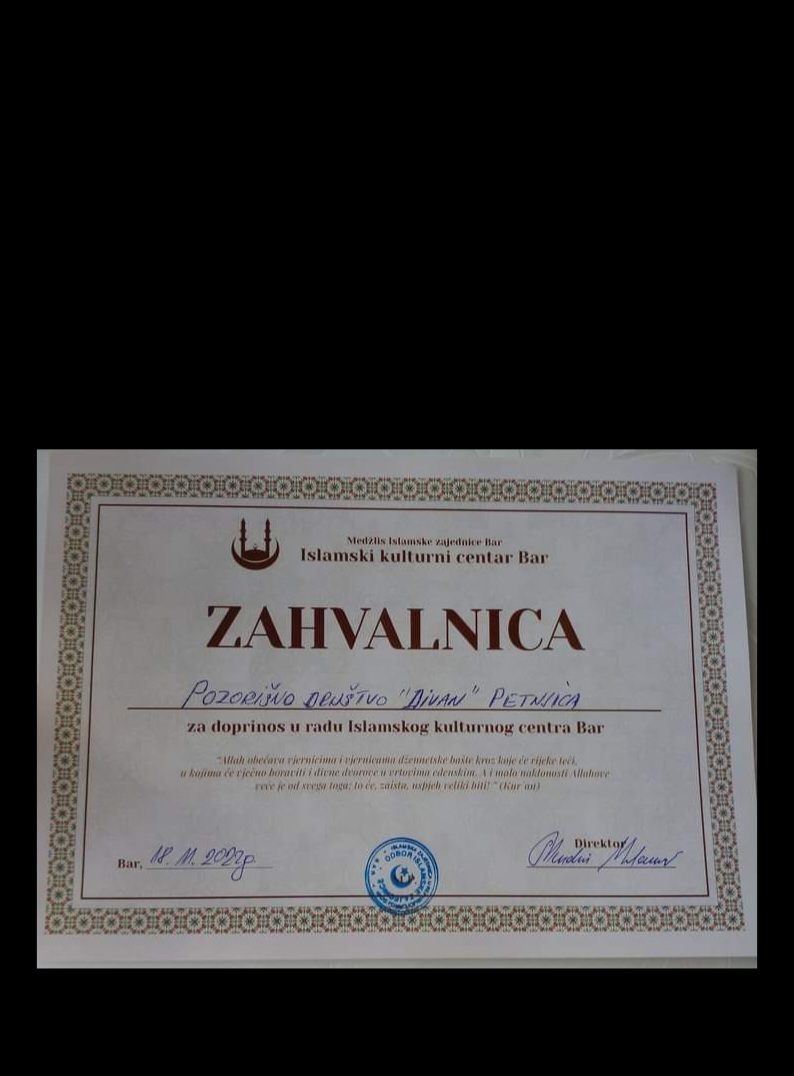 Medžlis Islamske zajednice Bar
Islamski kulturni centar Bar
ZAHVALNICA
POZORIŠNO DRUŠTVO "DIVAN" PETNJICA
za doprinos u radu Islamskog kulturnog centra Bar
"Allah obećava vjernicima i vjernicama džennetske bašte kroz koje će rijeke teći,
u kojima će vječno boraviti i divne dvorove u vrtovima edenskim. A i malo naklonosti Allahove
veće je od svega toga; to će, zaista, uspjeh veliki biti! " (Kur'an)
Bar, 18. 11. 2022g.
Direktor